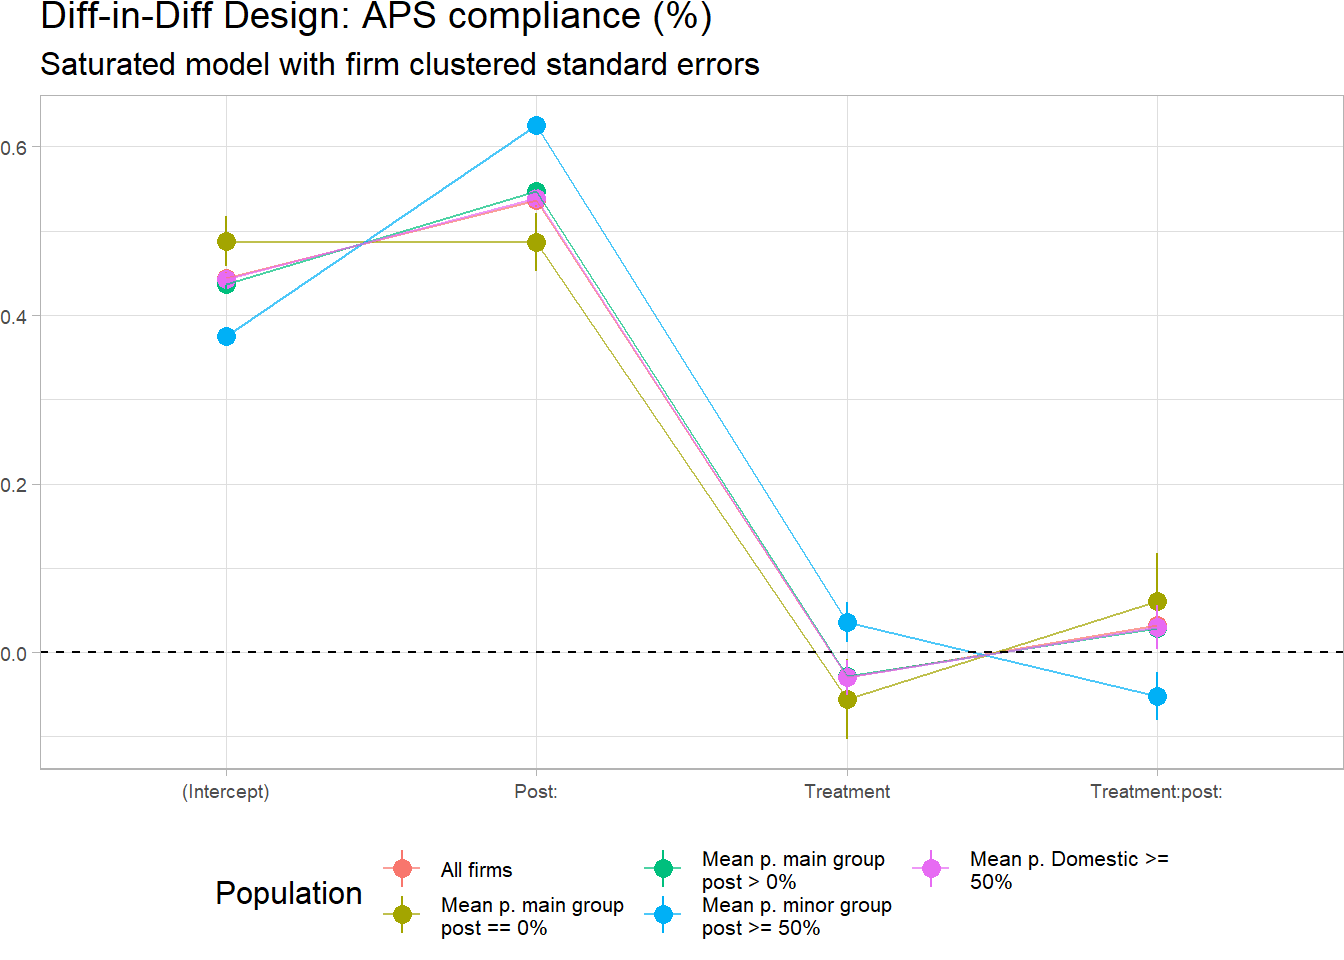 Diff-in-Diff Design: APS compliance (%)
Saturated model with firm clustered standard errors
0.6
0.4
0.2
0.0
(Intercept)
Post:
Treatment
Treatment:post:
Population
All firms
Mean p. main group
post == 0%
Mean p. main group
post > 0%
Mean p. minor group
post >= 50%
Mean p. Domestic >=
50%